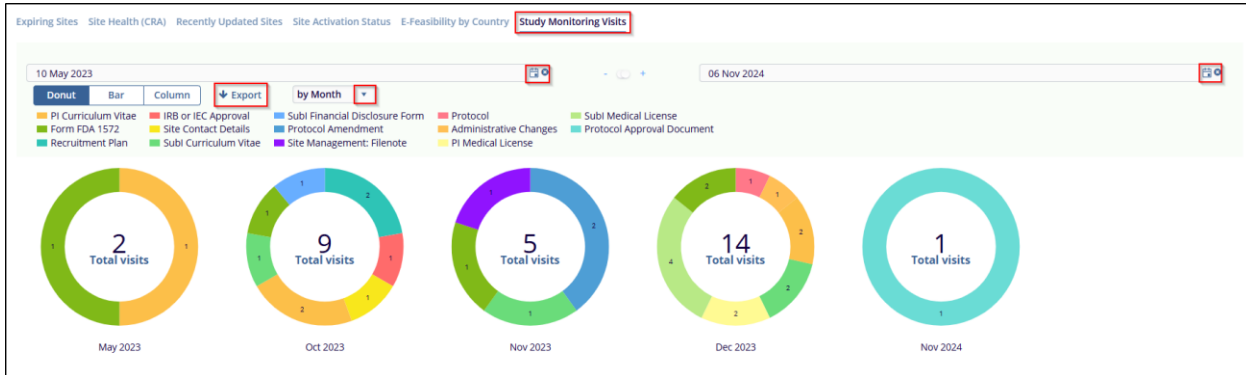 Expiring Sites Site Health (CRA) Recently Updated Sites Site Activation Status E-Feasibility by Country Study Monitoring Visits
10 May 2023 - + 06 Nov 2024
Donut Bar Column Export by Month
PI Curriculum Vitae IRB or IEC Approval SubI Financial Disclosure Form Protocol SubI Medical License
Form FDA 1572 Site Contact Details Protocol Amendment Administrative Changes Protocol Approval Document
Recruitment Plan SubI Curriculum Vitae Site Management: Filenote PI Medical License
1 1 2 Total visits May 2023
1 2 1 1 2 1 1 9 Total visits Oct 2023
1 2 1 1 5 Total visits Nov 2023
2 1 1 2 2 2 4 14 Total visits Dec 2023
1 Total visits 1 Nov 2024